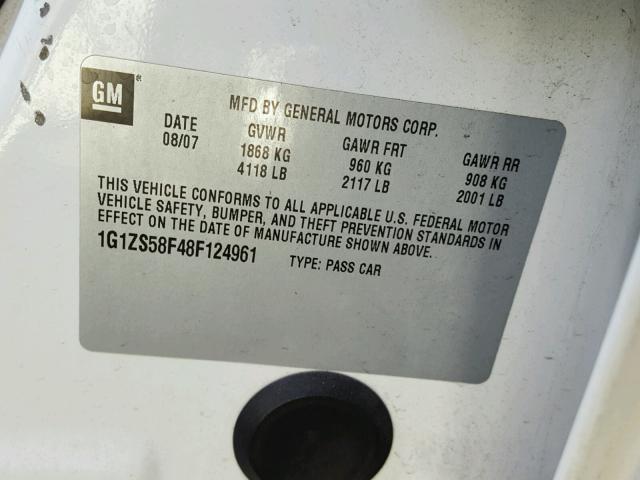 GM
MFD BY GENERAL MOTORS CORP.
DATE GVWR GAWR FRT GAWR RR
08/07 1868 KG 960 KG 908 KG
4118 LB 2117 LB 2001 LB
THIS VEHICLE CONFORMS TO ALL APPLICABLE U.S. FEDERAL MOTOR
VEHICLE SAFETY, BUMPER, AND THEFT PREVENTION STANDARDS IN
EFFECT ON THE DATE OF MANUFACTURE SHOWN ABOVE.
1G1ZS58F48F124961 TYPE: PASS CAR